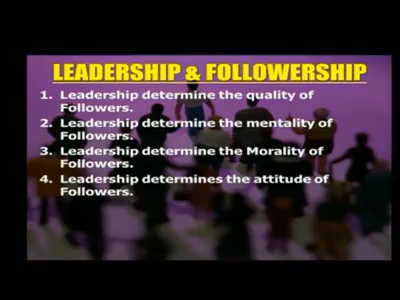 LEADERSHIP & FOLLOWERSHIP
1. Leadership determine the quality of
Followers.
2. Leadership determine the mentality of
Followers.
3. Leadership determine the Morality of
Followers.
4. Leadership determines the attitude of
Followers.